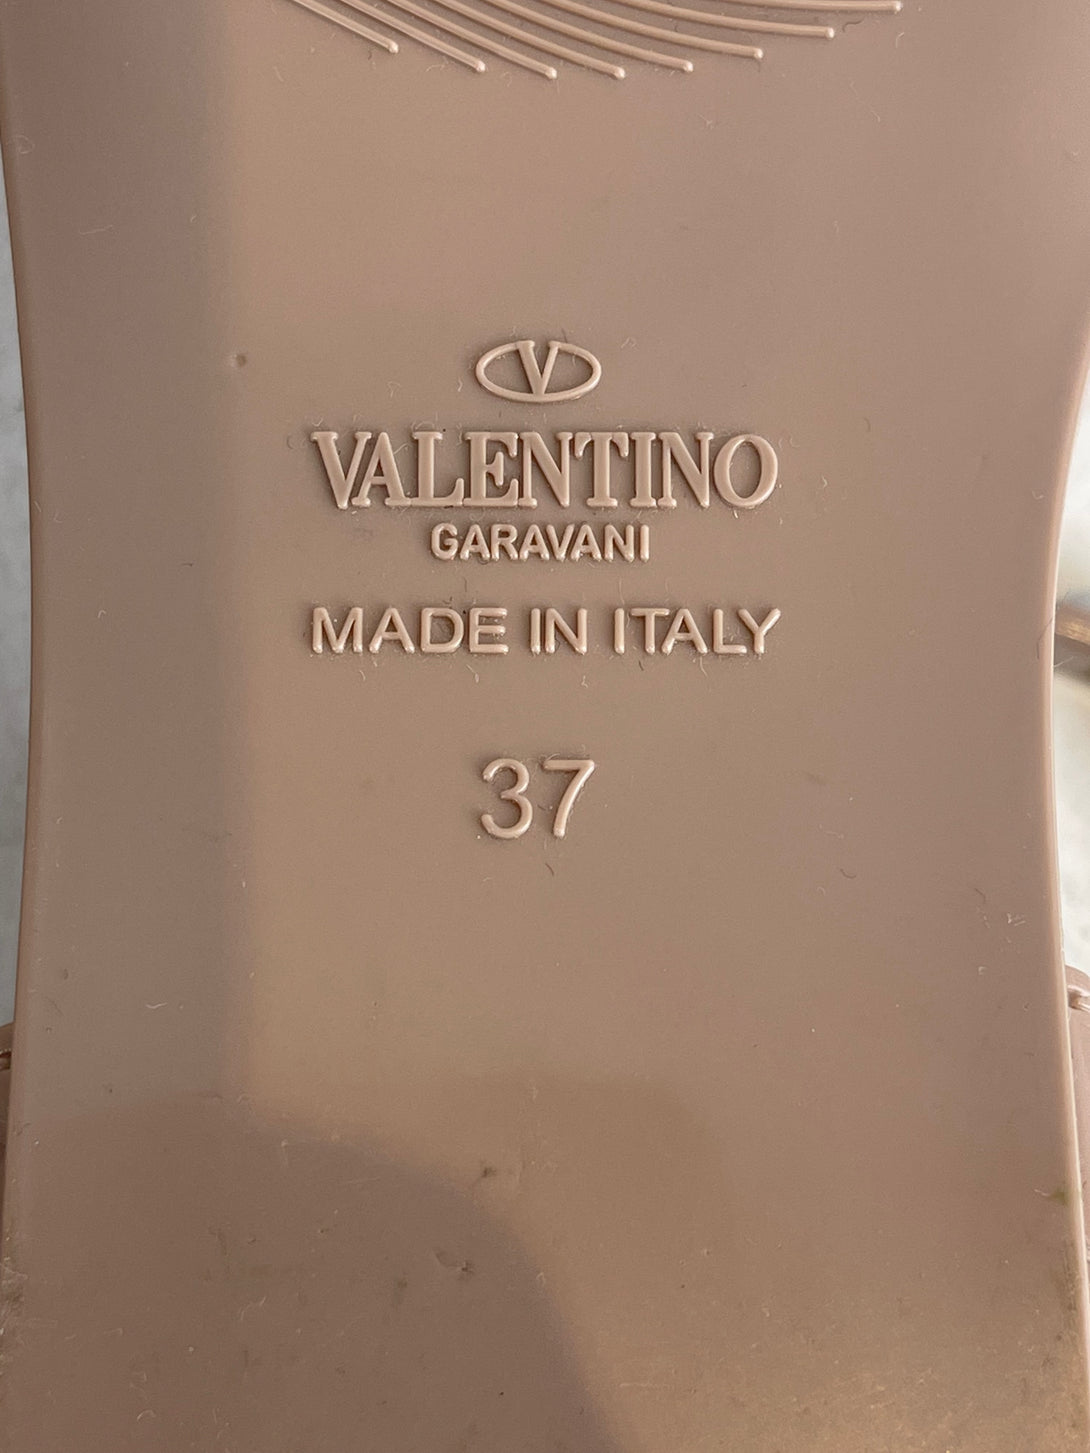 V
VALENTINO
GARAVANI
MADE IN ITALY
37